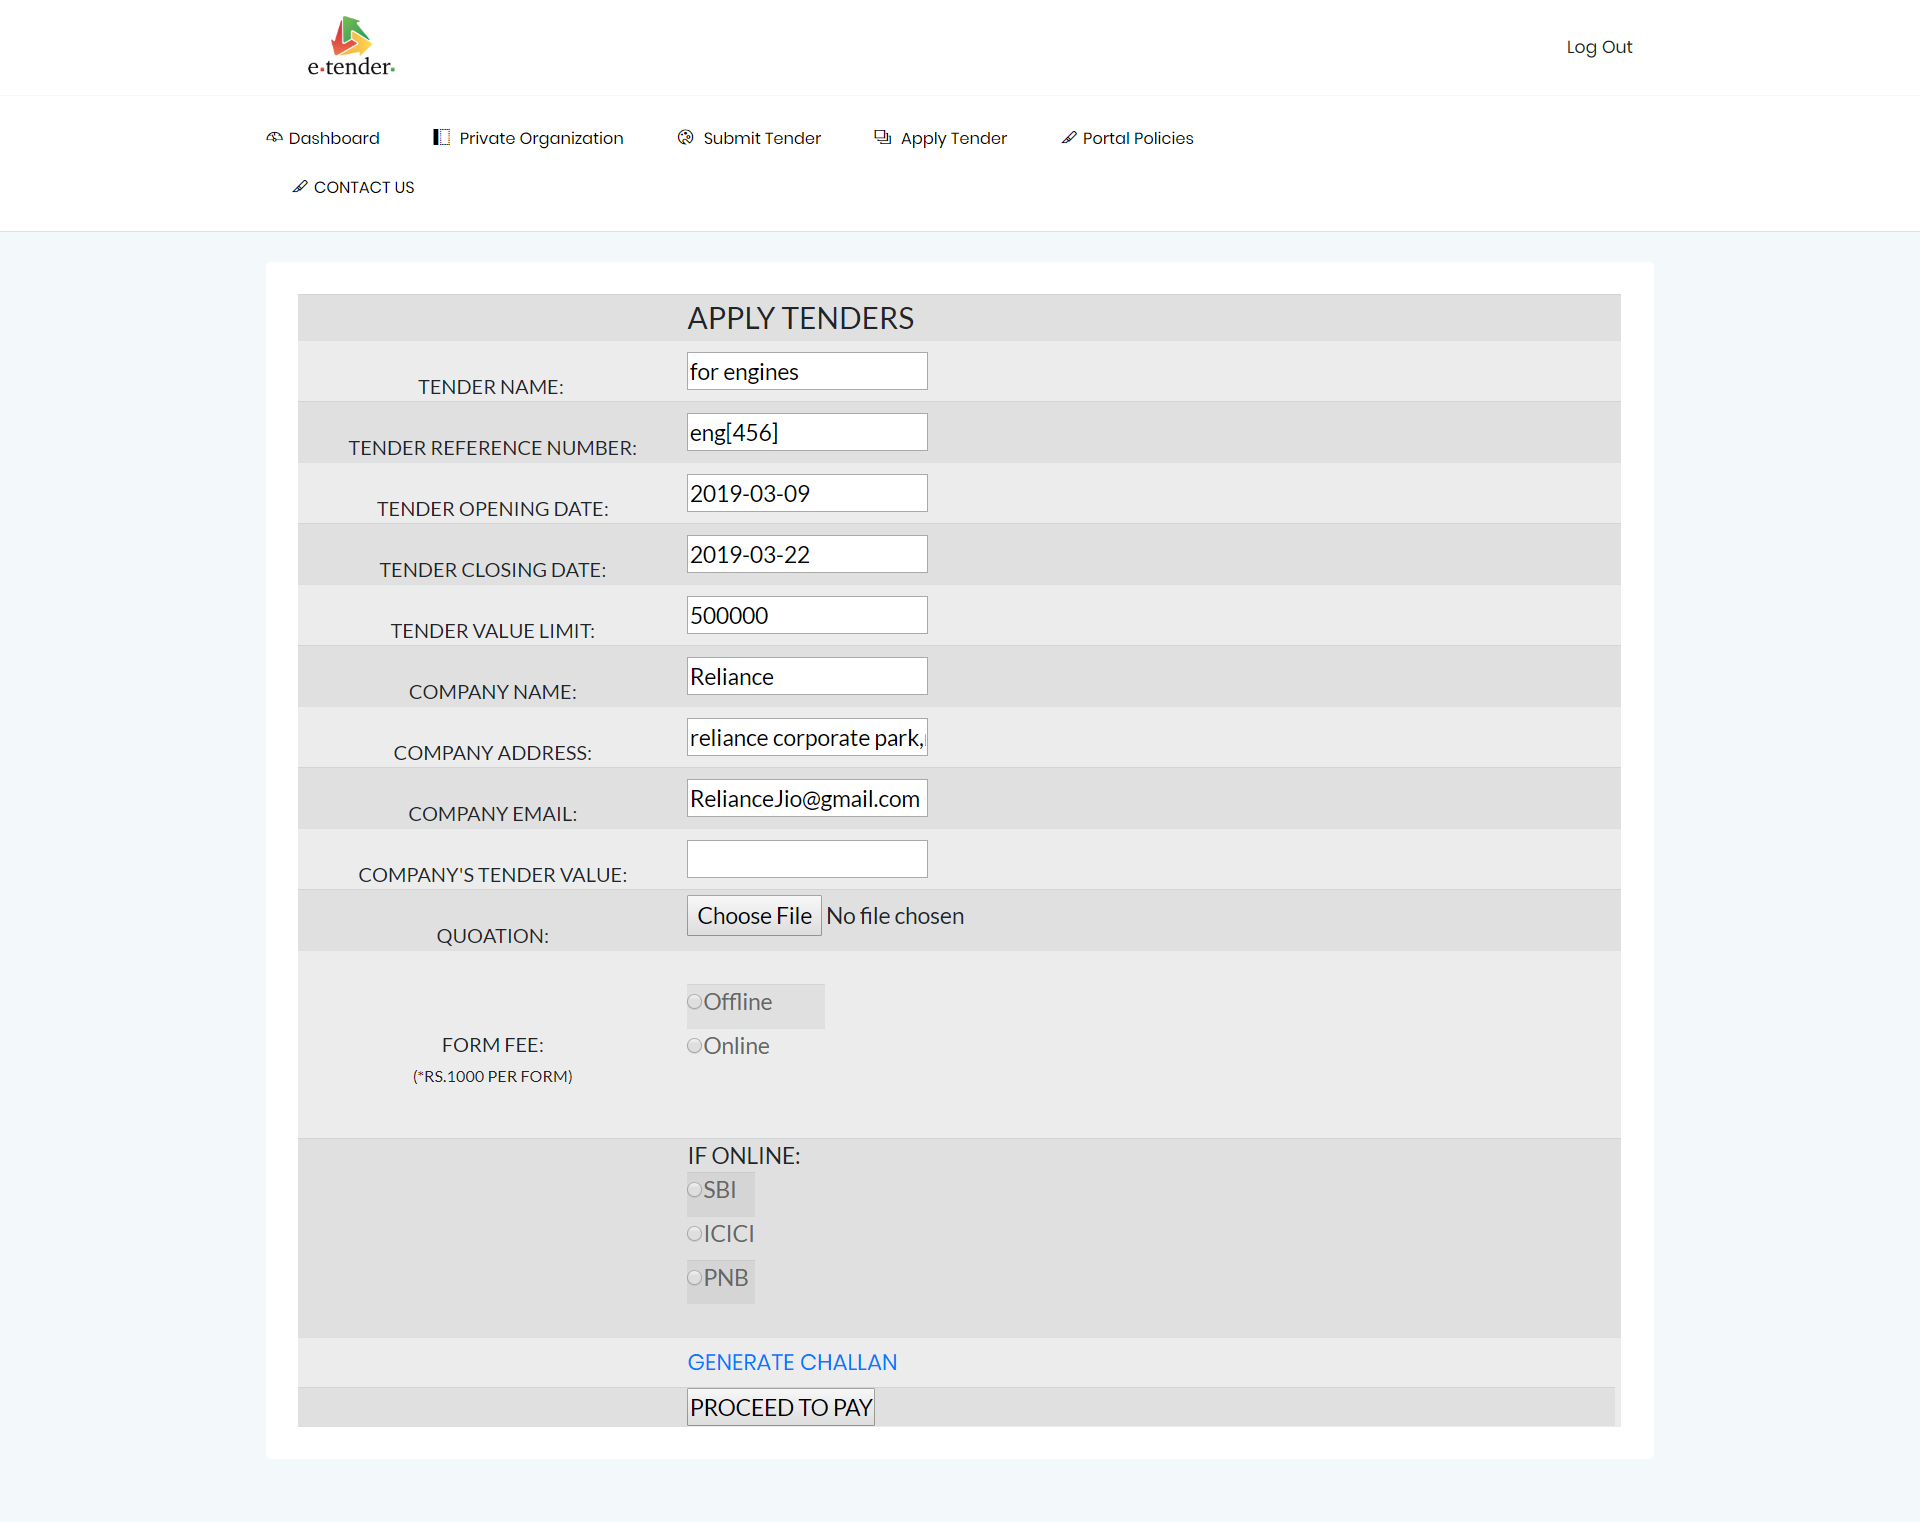 e-tender.
Log Out
Dashboard Private Organization Submit Tender Apply Tender Portal Policies
CONTACT US
APPLY TENDERS
TENDER NAME: for engines
TENDER REFERENCE NUMBER: eng[456]
TENDER OPENING DATE: 2019-03-09
TENDER CLOSING DATE: 2019-03-22
TENDER VALUE LIMIT: 500000
COMPANY NAME: Reliance
COMPANY ADDRESS: reliance corporate park,
COMPANY EMAIL: RelianceJio@gmail.com
COMPANY'S TENDER VALUE:
QUOATION: Choose File No file chosen
Offline
Online
FORM FEE:
(*RS.1000 PER FORM)
IF ONLINE:
SBI
ICICI
PNB
GENERATE CHALLAN
PROCEED TO PAY